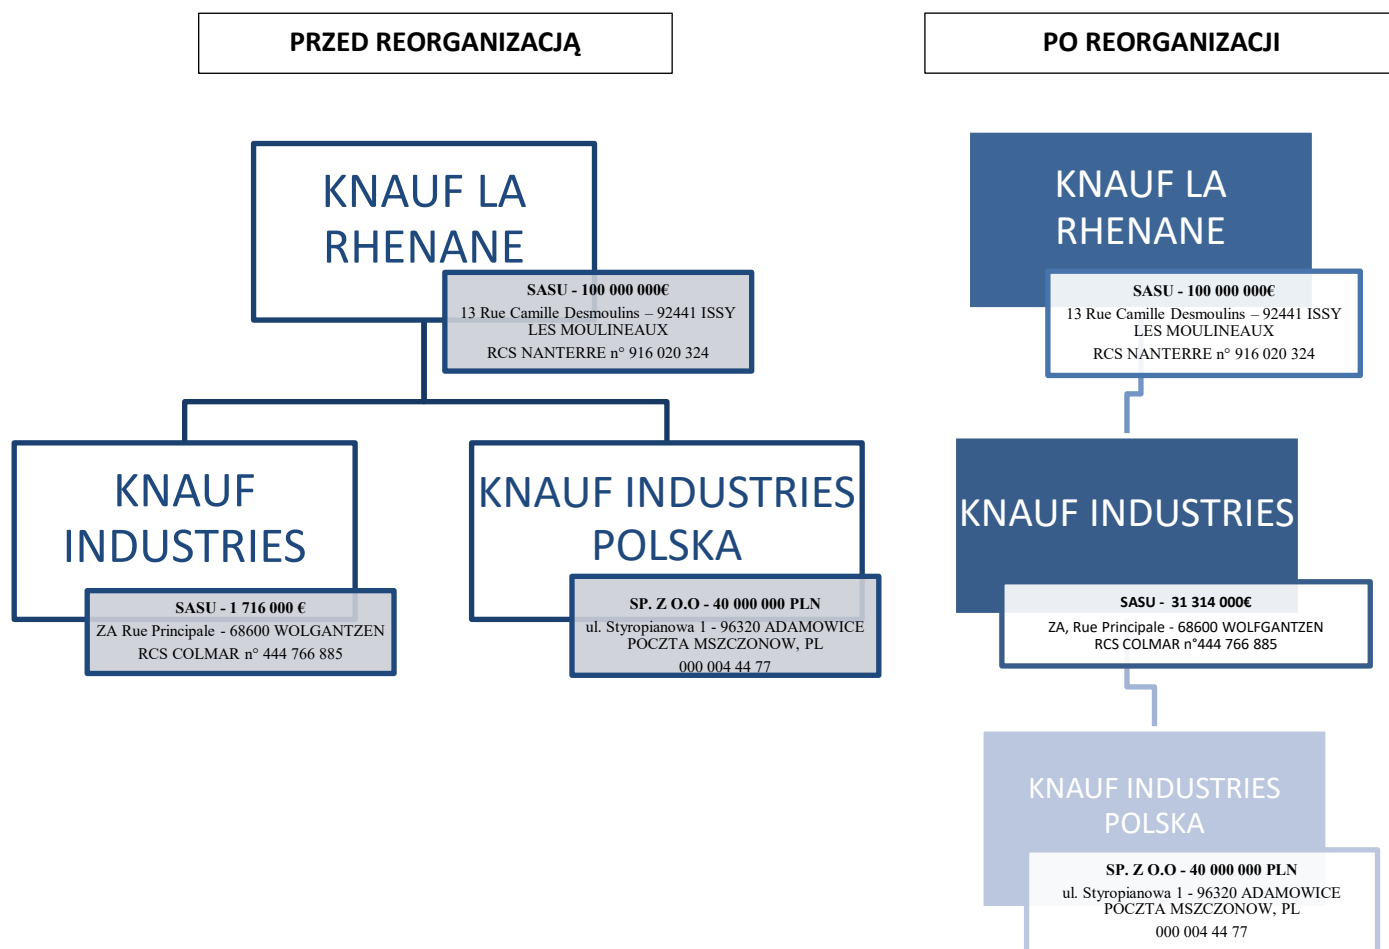 PRZED REORGANIZACJĄ
KNAUF LA
RHENANE
SASU - 100 000 000€
13 Rue Camille Desmoulins – 92441 ISSY
LES MOULINEAUX
RCS NANTERRE n° 916 020 324
KNAUF
INDUSTRIES
SASU - 1 716 000 €
ZA Rue Principale - 68600 WOLGANTZEN
RCS COLMAR n° 444 766 885
KNAUF INDUSTRIES
POLSKA
SP. Z O.O - 40 000 000 PLN
ul. Styropianowa 1 - 96320 ADAMOWICE
POCZTA MSZCZONOW, PL
000 004 44 77
PO REORGANIZACJI
KNAUF LA
RHENANE
SASU - 100 000 000€
13 Rue Camille Desmoulins – 92441 ISSY
LES MOULINEAUX
RCS NANTERRE n° 916 020 324
KNAUF INDUSTRIES
SASU - 31 314 000€
ZA, Rue Principale - 68600 WOLFGANTZEN
RCS COLMAR n°444 766 885
KNAUF INDUSTRIES
POLSKA
SP. Z O.O - 40 000 000 PLN
ul. Styropianowa 1 - 96320 ADAMOWICE
POCZTA MSZCZONOW, PL
000 004 44 77